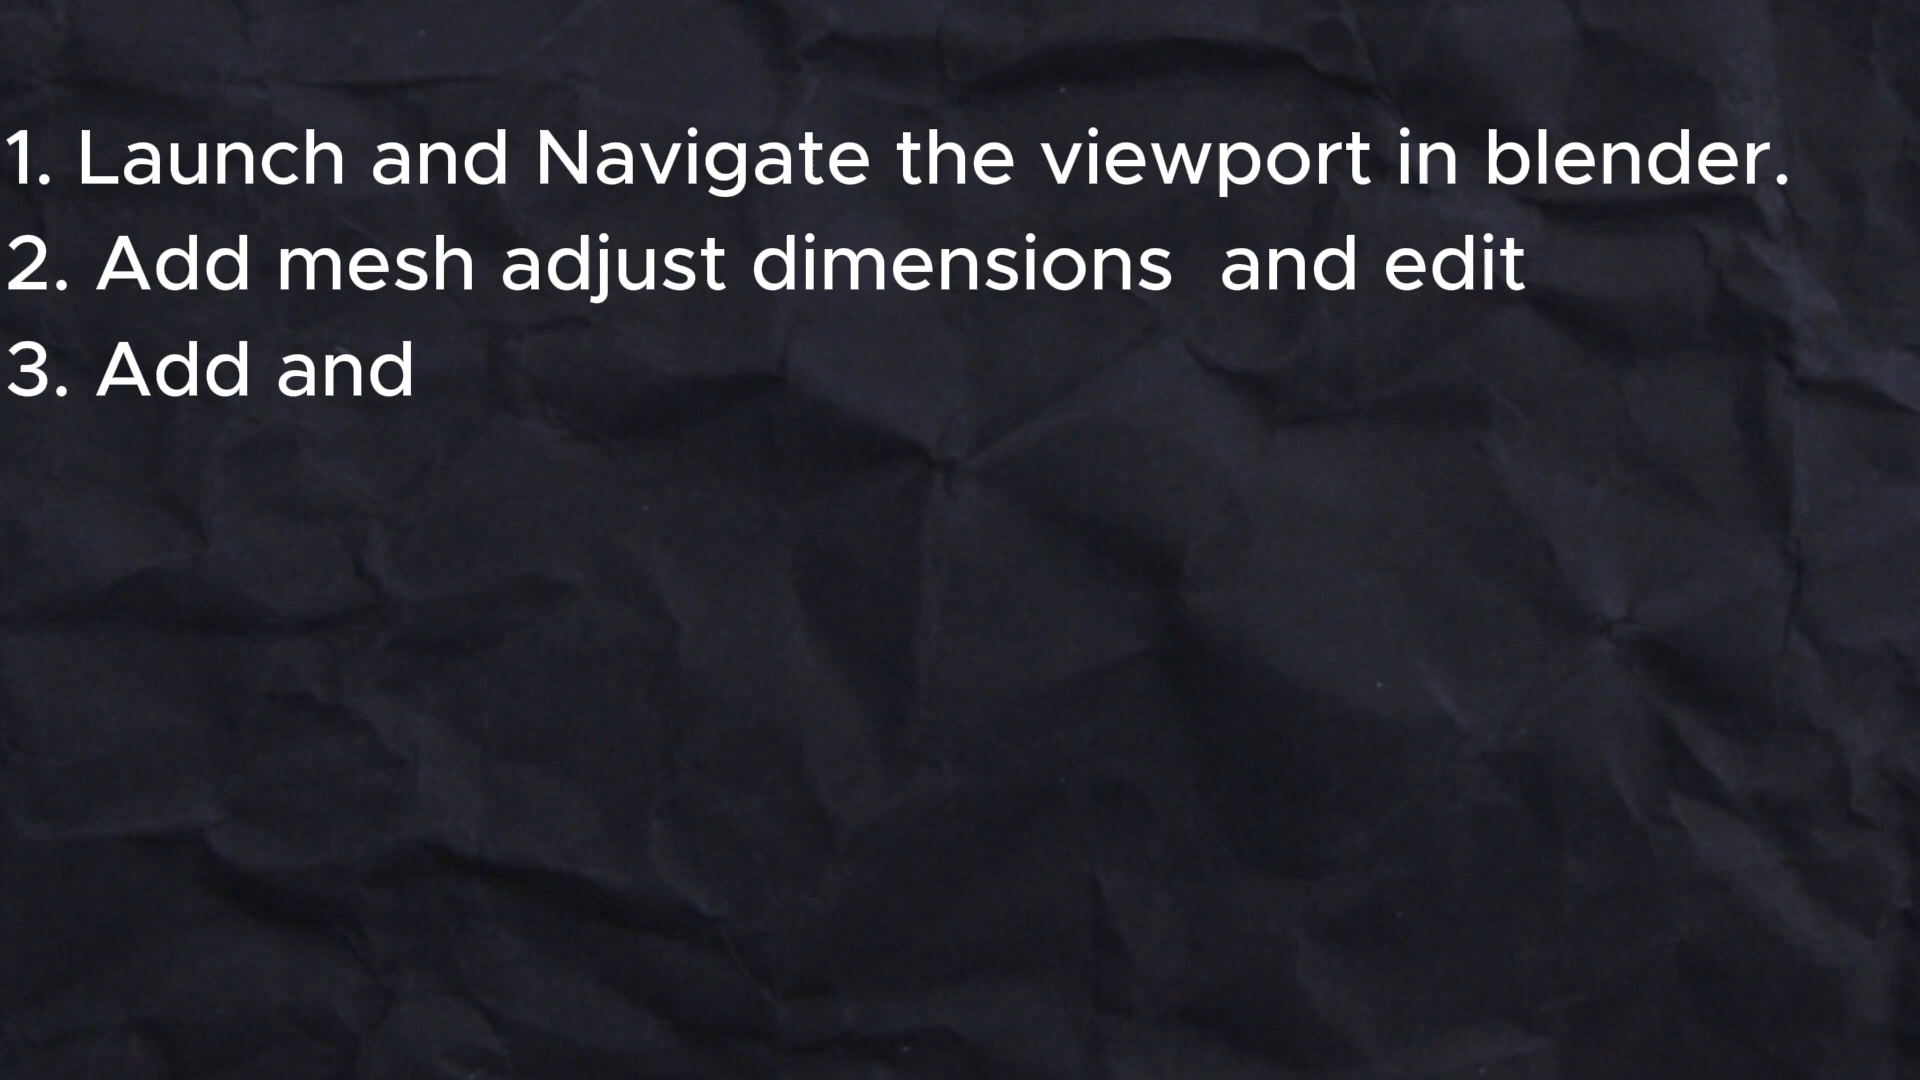 1. Launch and Navigate the viewport in blender.
2. Add mesh adjust dimensions  and edit
3. Add and